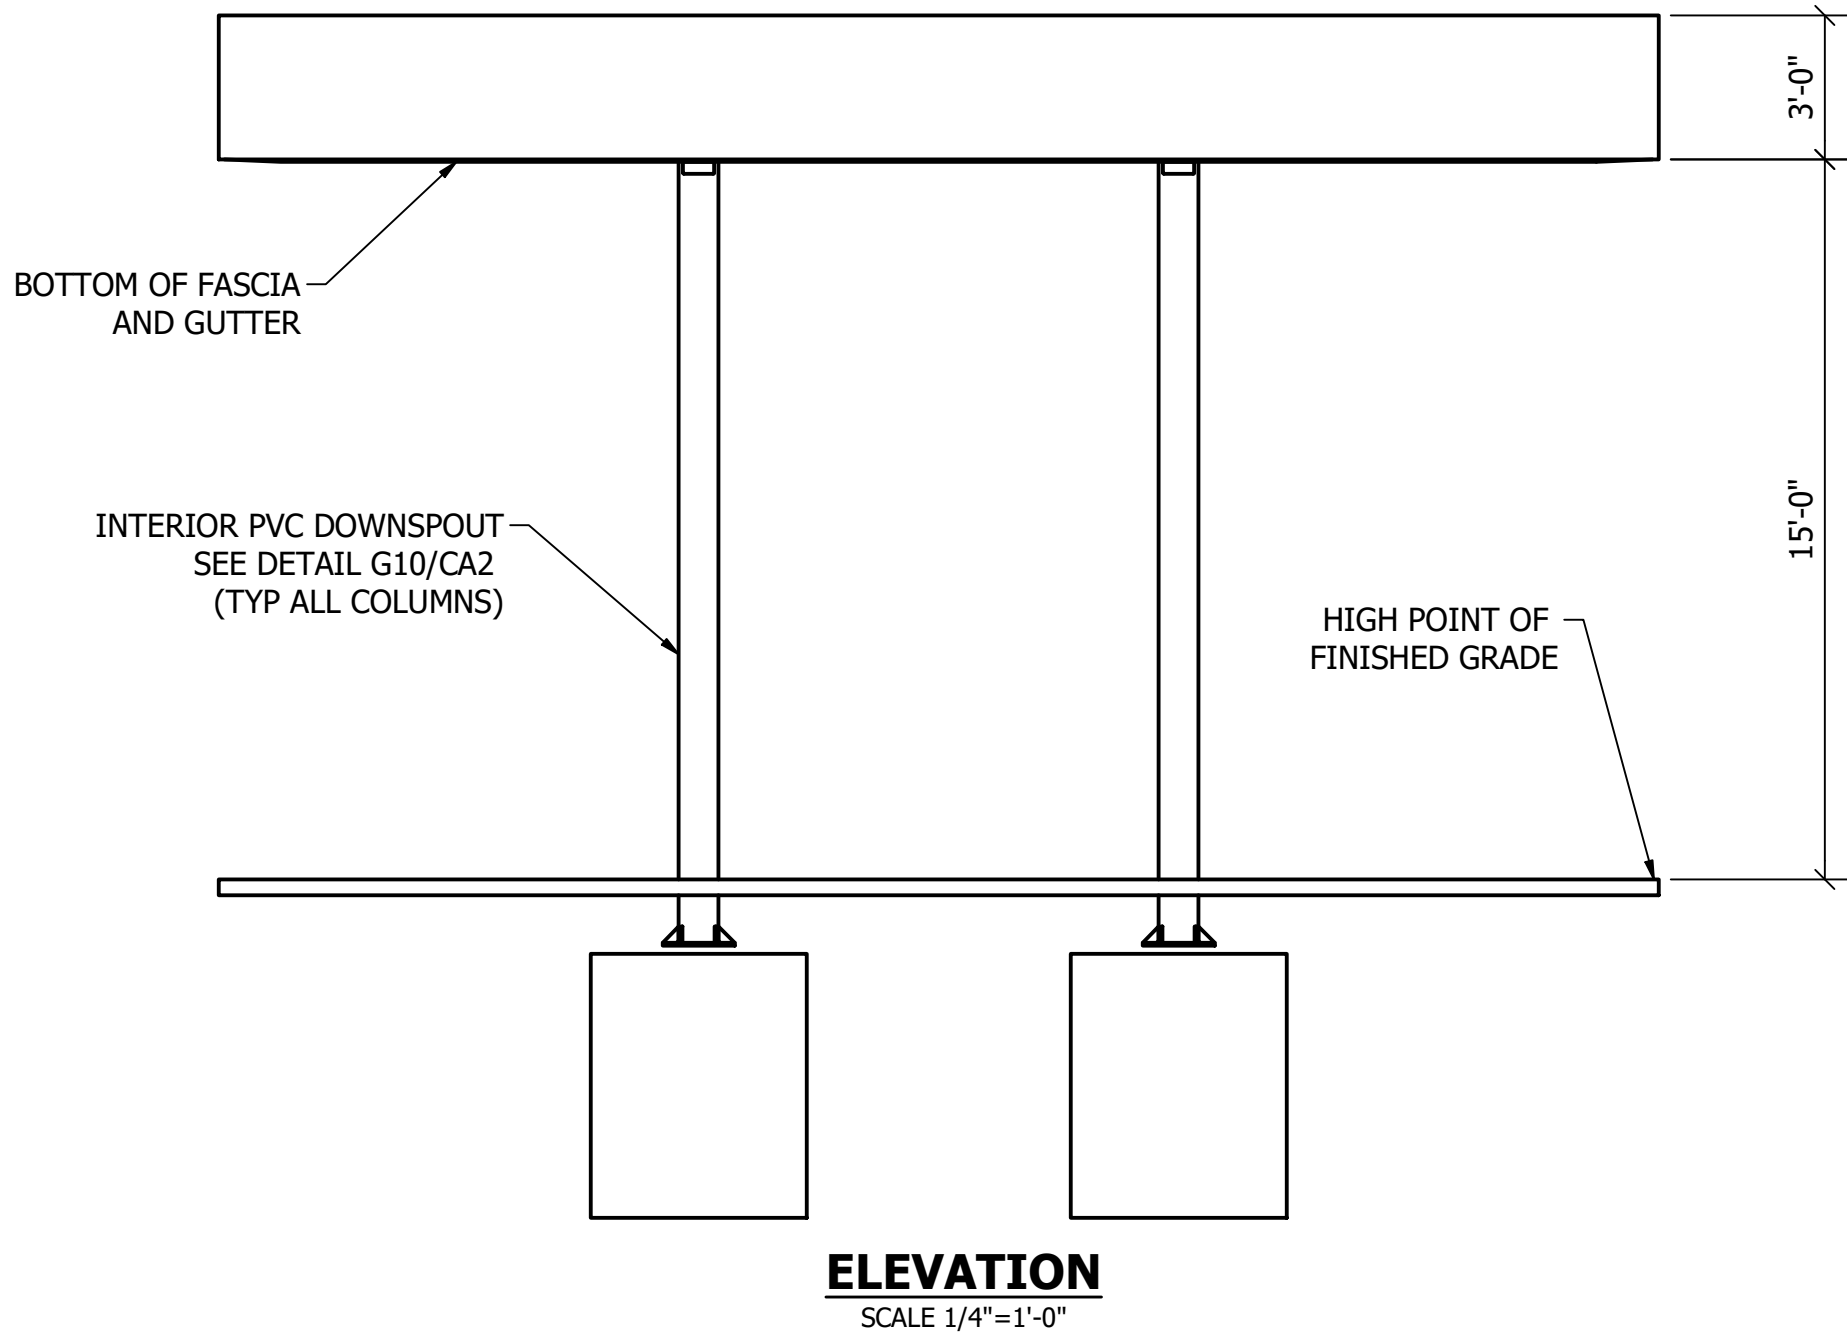 3'-0"
BOTTOM OF FASCIA
AND GUTTER
INTERIOR PVC DOWNSPOUT
SEE DETAIL G10/CA2
(TYP ALL COLUMNS)
15'-0"
HIGH POINT OF
FINISHED GRADE
ELEVATION
SCALE 1/4"=1'-0"